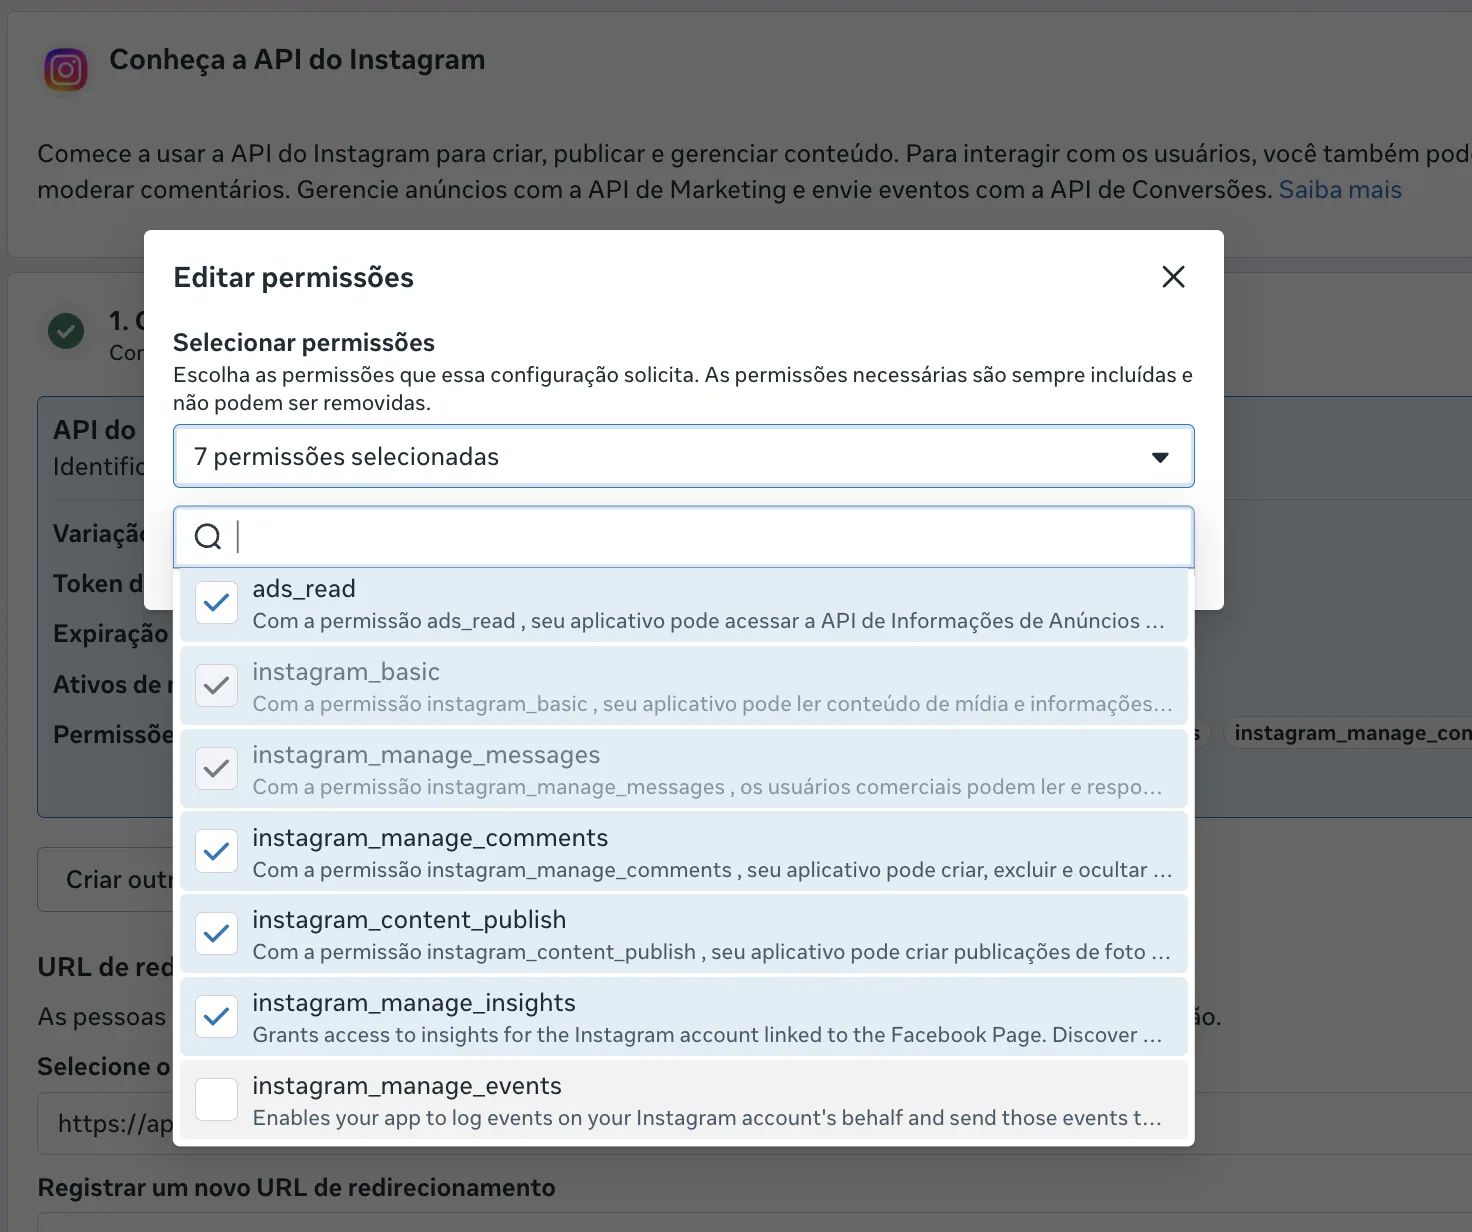 Conheça a API do Instagram
Comece a usar a API do Instagram para criar, publicar e gerenciar conteúdo. Para interagir com os usuários, você também pod
moderar comentários. Gerencie anúncios com a API de Marketing e envie eventos com a API de Conversões. Saiba mais
Editar permissões
1.
Selecionar permissões
Escolha as permissões que essa configuração solicita. As permissões necessárias são sempre incluídas e
não podem ser removidas.
API do
Identific
7 permissões selecionadas
Variação
Token d
Expiração
Ativos de
Permissõe
instagram_manage_con
ads_read
Com a permissão ads_read , seu aplicativo pode acessar a API de Informações de Anúncios ...
instagram_basic
Com a permissão instagram_basic , seu aplicativo pode ler conteúdo de mídia e informações...
instagram_manage_messages
Com a permissão instagram_manage_messages , os usuários comerciais podem ler e respo...
instagram_manage_comments
Com a permissão instagram_manage_comments , seu aplicativo pode criar, excluir e ocultar ...
instagram_content_publish
Com a permissão instagram_content_publish , seu aplicativo pode criar publicações de foto ...
instagram_manage_insights
Grants access to insights for the Instagram account linked to the Facebook Page. Discover ...
instagram_manage_events
Enables your app to log events on your Instagram account's behalf and send those events t...
Criar outr
URL de red
As pessoas
ão.
Selecione o
https://ap
Registrar um novo URL de redirecionamento